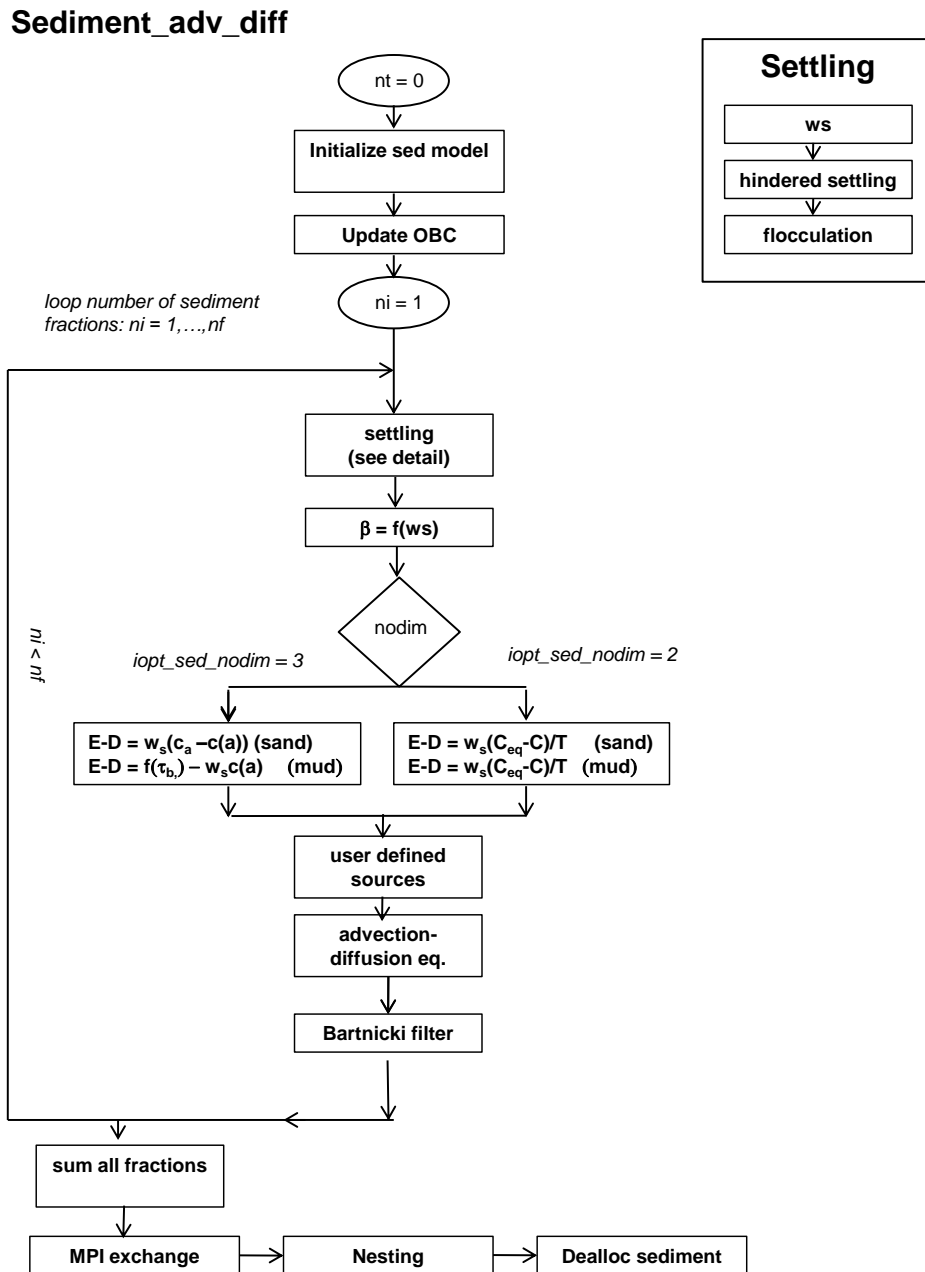 Sediment_adv_diff
nt = 0
Initialize sed model
Update OBC
ni = 1
loop number of sediment
fractions: ni = 1,…,nf
Settling
ws
hindered settling
flocculation
settling
(see detail)
β = f(ws)
nodim
ni < nf
iopt_sed_nodim = 3
iopt_sed_nodim = 2
E-D = wₛ(cₐ –c(a)) (sand)
E-D = f(τ_b,) – wₛc(a) (mud)
E-D = wₛ(C_eq-C)/T (sand)
E-D = wₛ(C_eq-C)/T (mud)
user defined
sources
advection-
diffusion eq.
Bartnicki filter
sum all fractions
MPI exchange
Nesting
Dealloc sediment